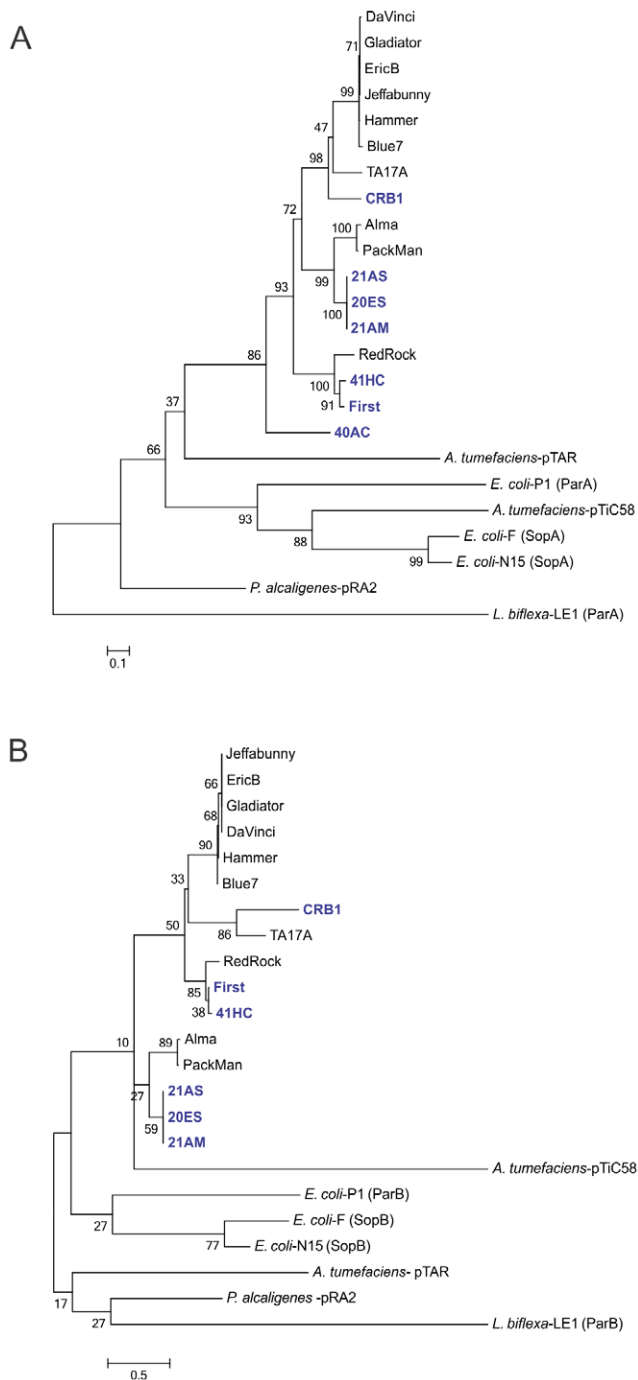 A
DaVinci
71
Gladiator
EricB
99
Jeffabunny
Hammer
47
Blue7
98
TA17A
CRB1
72
Alma
100
PackMan
99
21AS
93
20ES
100
21AM
86
RedRock
100
41HC
91
First
37
40AC
66
A. tumefaciens-pTAR
E. coli-P1 (ParA)
93
A. tumefaciens-pTiC58
88
E. coli-F (SopA)
99
E. coli-N15 (SopA)
P. alcaligenes-pRA2
L. biflexa-LE1 (ParA)
0.1
B
Jeffabunny
66
EricB
Gladiator
68
DaVinci
90
Hammer
Blue7
33
CRB1
50
86
TA17A
RedRock
85
First
38
41HC
10
Alma
89
PackMan
27
21AS
20ES
59
21AM
A. tumefaciens-pTiC58
E. coli-P1 (ParB)
27
E. coli-F (SopB)
77
E. coli-N15 (SopB)
A. tumefaciens- pTAR
17
P. alcaligenes -pRA2
27
L. biflexa-LE1 (ParB)
0.5